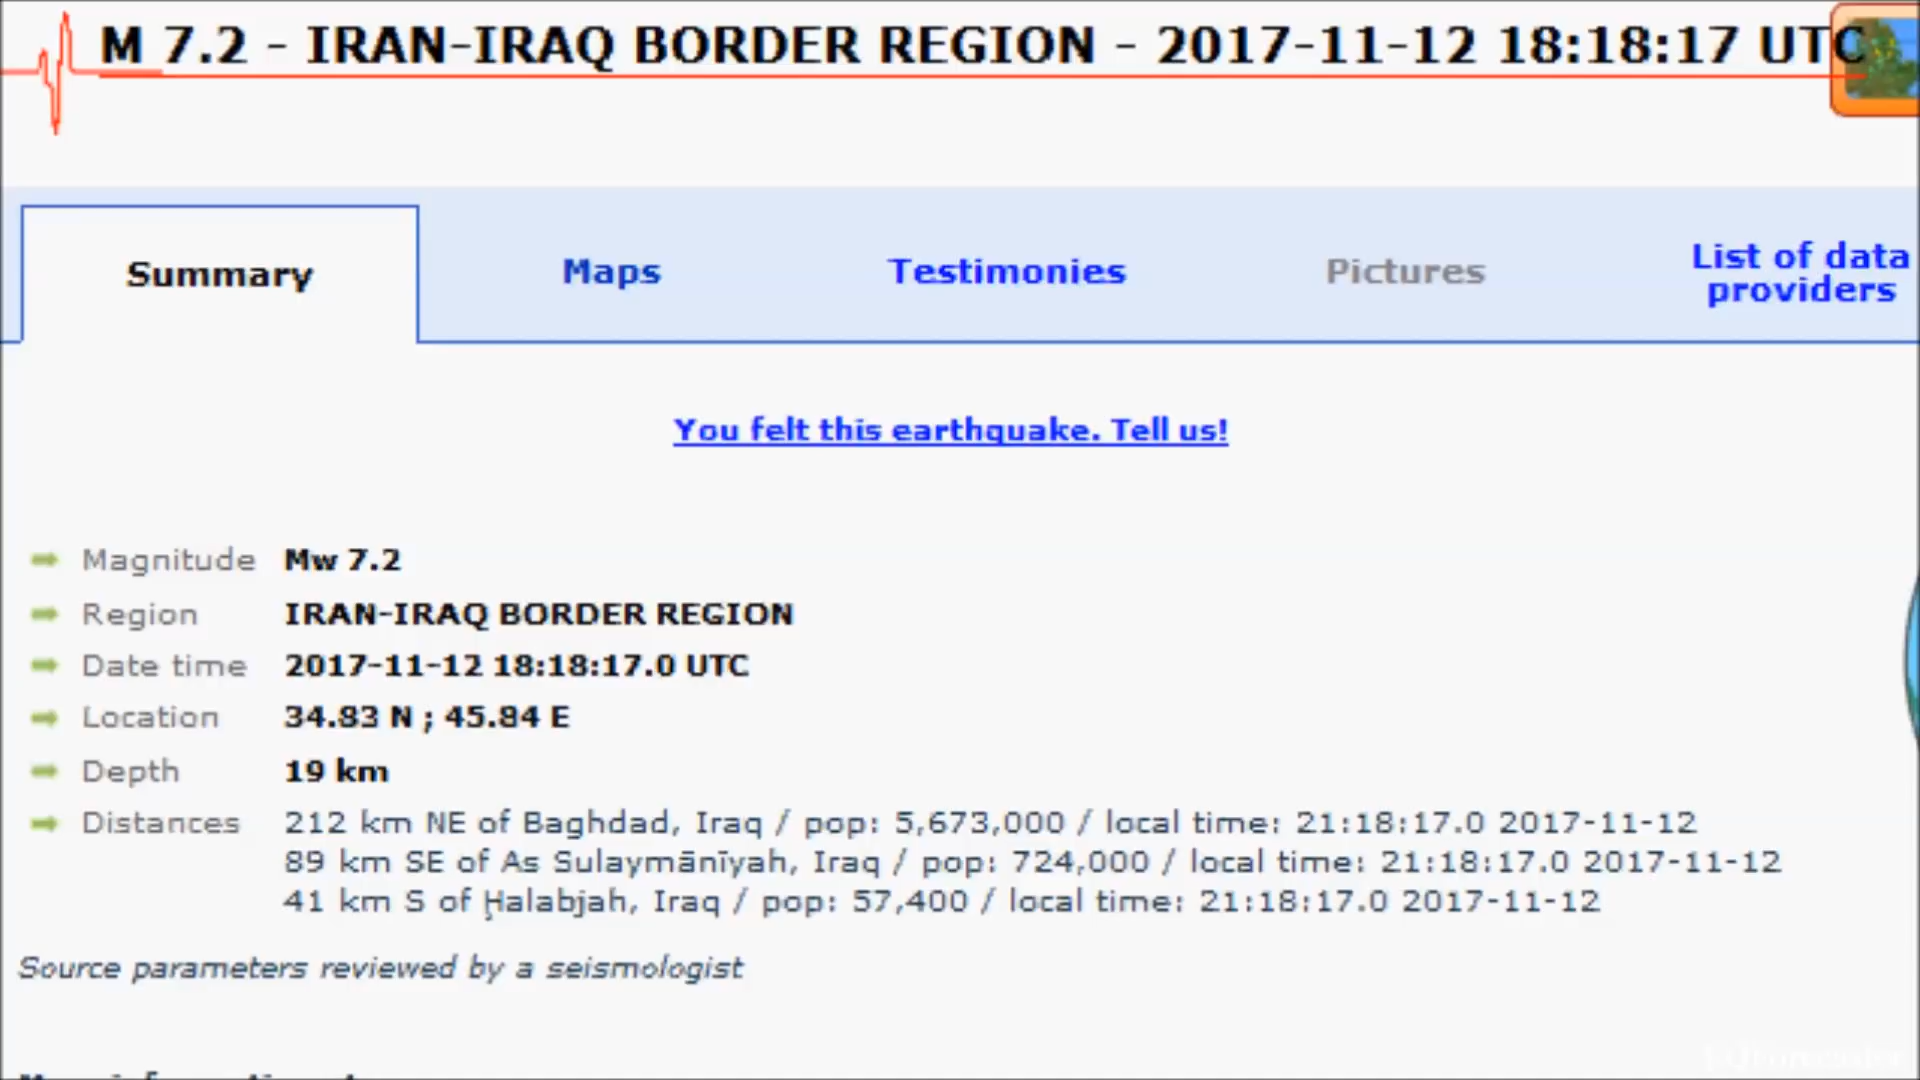 M 7.2 - IRAN-IRAQ BORDER REGION - 2017-11-12 18:18:17 UTC
Summary
Maps
Testimonies
Pictures
List of data
providers
You felt this earthquake. Tell us!
Magnitude Mw 7.2
Region IRAN-IRAQ BORDER REGION
Date time 2017-11-12 18:18:17.0 UTC
Location 34.83 N ; 45.84 E
Depth 19 km
Distances 212 km NE of Baghdad, Iraq / pop: 5,673,000 / local time: 21:18:17.0 2017-11-12
89 km SE of As Sulaymānīyah, Iraq / pop: 724,000 / local time: 21:18:17.0 2017-11-12
41 km S of Ḩalabjah, Iraq / pop: 57,400 / local time: 21:18:17.0 2017-11-12
Source parameters reviewed by a seismologist